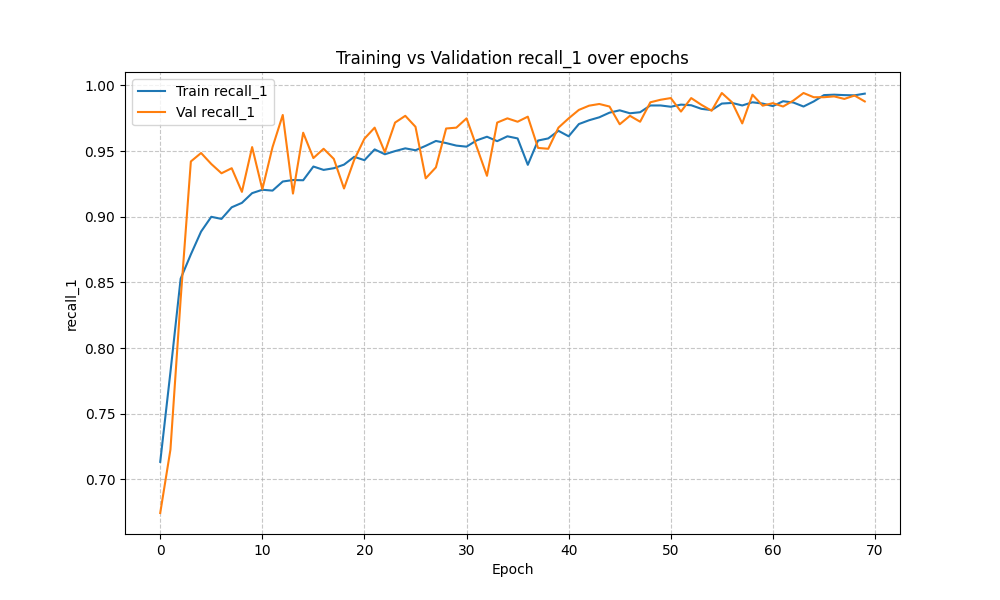 Training vs Validation recall_1 over epochs
Train recall_1
Val recall_1
recall_1
1.00
0.95
0.90
0.85
0.80
0.75
0.70
0 10 20 30 40 50 60 70
Epoch